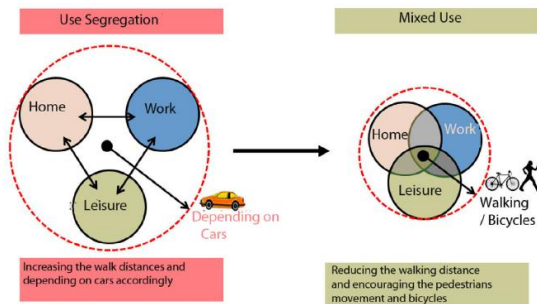 Use Segregation
Mixed Use
Home
Work
Leisure
Depending on
Cars
Home
Work
Leisure
Walking
/ Bicycles
Increasing the walk distances and
depending on cars accordingly
Reducing the walking distance
and encouraging the pedestrians
movement and bicycles